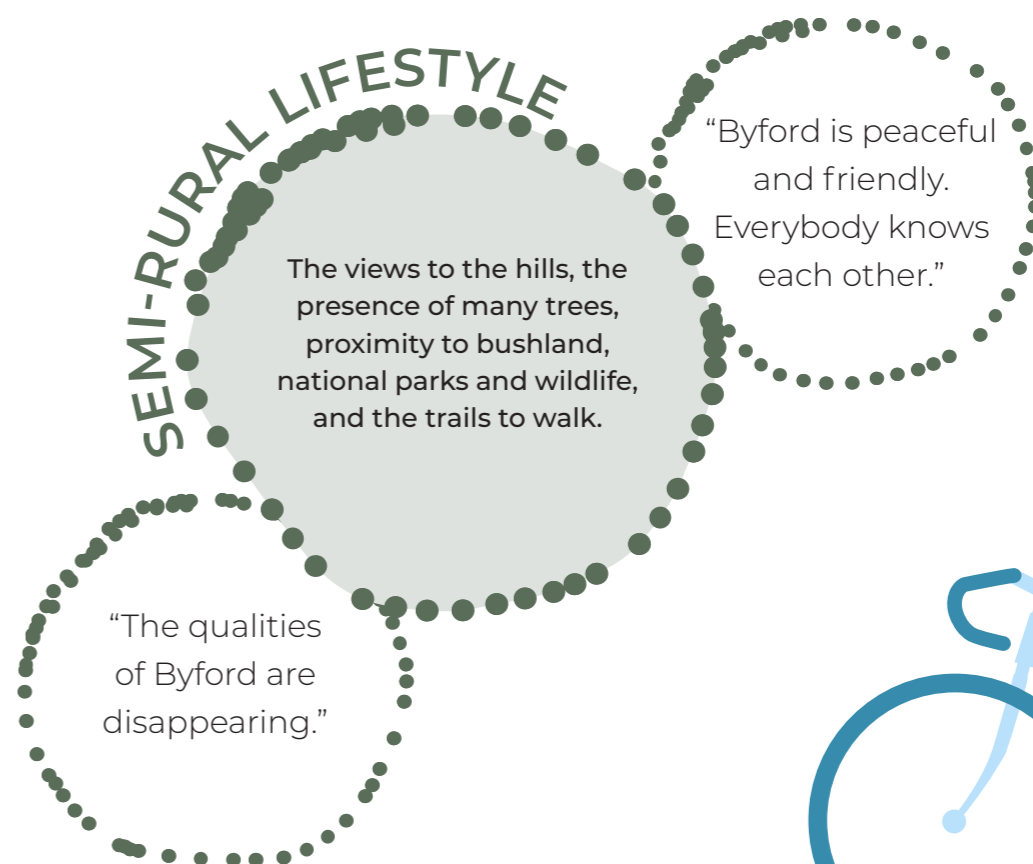 SEMI-RURAL LIFESTYLE
The views to the hills, the
presence of many trees,
proximity to bushland,
national parks and wildlife,
and the trails to walk.
“Byford is peaceful
and friendly.
Everybody knows
each other.”
“The qualities
of Byford are
disappearing.”